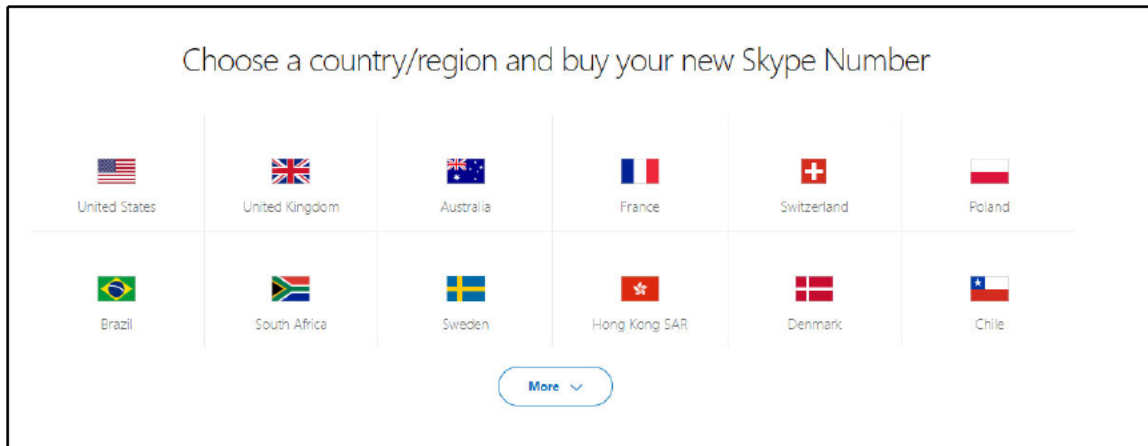 Choose a country/region and buy your new Skype Number
United States
United Kingdom
Australia
France
Switzerland
Poland
Brazil
South Africa
Sweden
Hong Kong SAR
Denmark
Chile
More